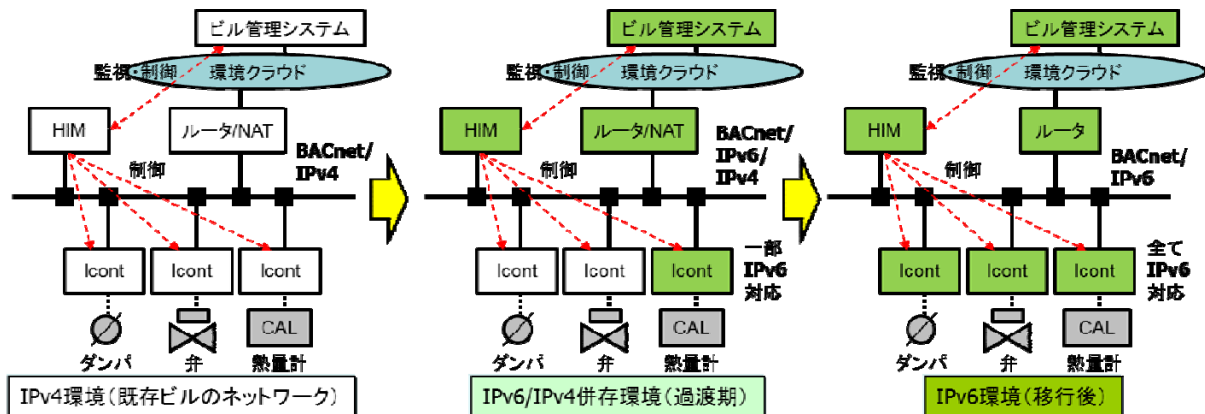 ビル管理システム
監視・制御
環境クラウド
HIM
ルータ/NAT
BACnet/
IPv4
制御
Icont
Icont
Icont
CAL
ダンパ
弁
熱量計
IPv4環境(既存ビルのネットワーク)
ビル管理システム
監視・制御
環境クラウド
HIM
ルータ/NAT
BACnet/
IPv6/
IPv4
制御
Icont
Icont
Icont
一部
IPv6
対応
CAL
ダンパ
弁
熱量計
IPv6/IPv4併存環境(過渡期)
ビル管理システム
監視・制御
環境クラウド
HIM
ルータ
BACnet/
IPv6
制御
Icont
Icont
Icont
全て
IPv6
対応
CAL
ダンパ
弁
熱量計
IPv6環境(移行後)